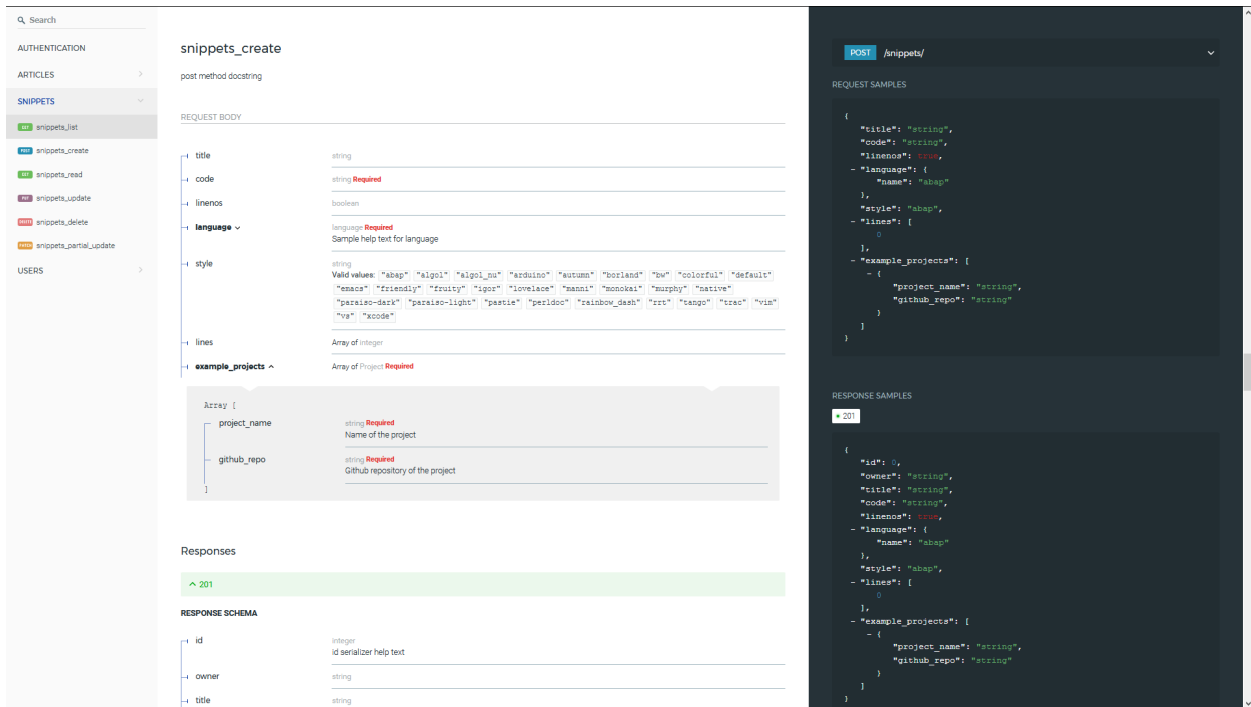 Search
AUTHENTICATION
ARTICLES
SNIPPETS
GET snippets_list
POST snippets_create
GET snippets_read
PUT snippets_update
DELETE snippets_delete
PATCH snippets_partial_update
USERS
snippets_create
post method docstring
REQUEST BODY
title string
code string Required
linenos boolean
language language Required
Sample help text for language
style string
Valid values: "abap" "algol" "algol_nu" "arduino" "autumn" "borland" "bw" "colorful" "default"
"emacs" "friendly" "fruity" "igor" "lovelace" "manni" "monokai" "murphy" "native"
"paraiso-dark" "paraiso-light" "pastie" "perldoc" "rainbow_dash" "rrt" "tango" "trac" "vim"
"vs" "xcode"
lines Array of integer
example_projects Array of Project Required
Array [
project_name string Required
Name of the project
github_repo string Required
Github repository of the project
]
Responses
201
RESPONSE SCHEMA
id integer
id serializer help text
owner string
title string
POST /snippets/
REQUEST SAMPLES
{
"title": "string",
"code": "string",
"linenos": true,
- "language": {
"name": "abap"
},
"style": "abap",
- "lines": [
0
],
- "example_projects": [
- {
"project_name": "string",
"github_repo": "string"
}
]
}
RESPONSE SAMPLES
201
{
"id": 0,
"owner": "string",
"title": "string",
"code": "string",
"linenos": true,
- "language": {
"name": "abap"
},
"style": "abap",
- "lines": [
0
],
- "example_projects": [
- {
"project_name": "string",
"github_repo": "string"
}
]
}